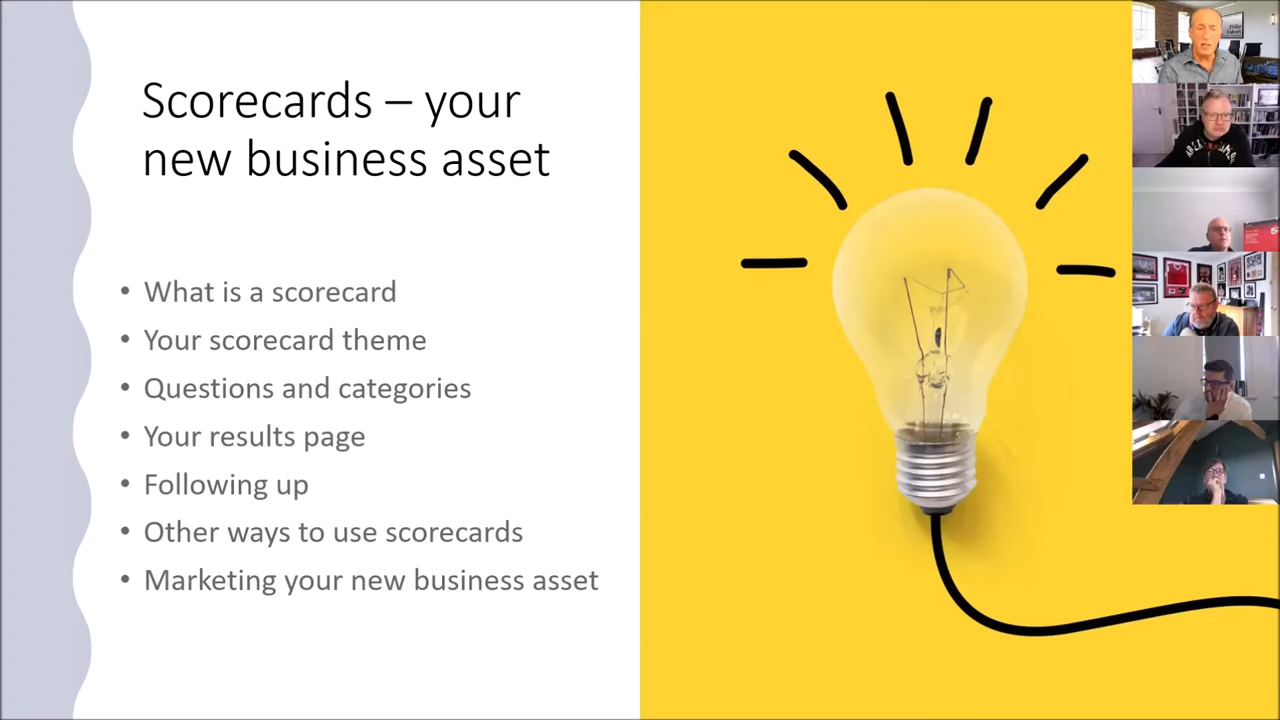 Scorecards – your
new business asset
• What is a scorecard
• Your scorecard theme
• Questions and categories
• Your results page
• Following up
• Other ways to use scorecards
• Marketing your new business asset